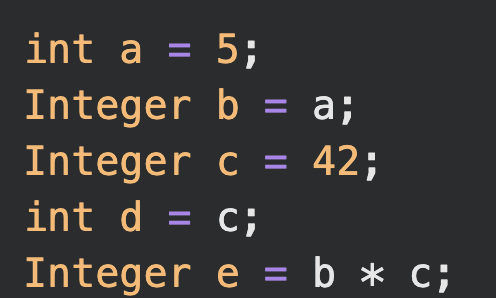 int a = 5;
Integer b = a;
Integer c = 42;
int d = c;
Integer e = b * c;